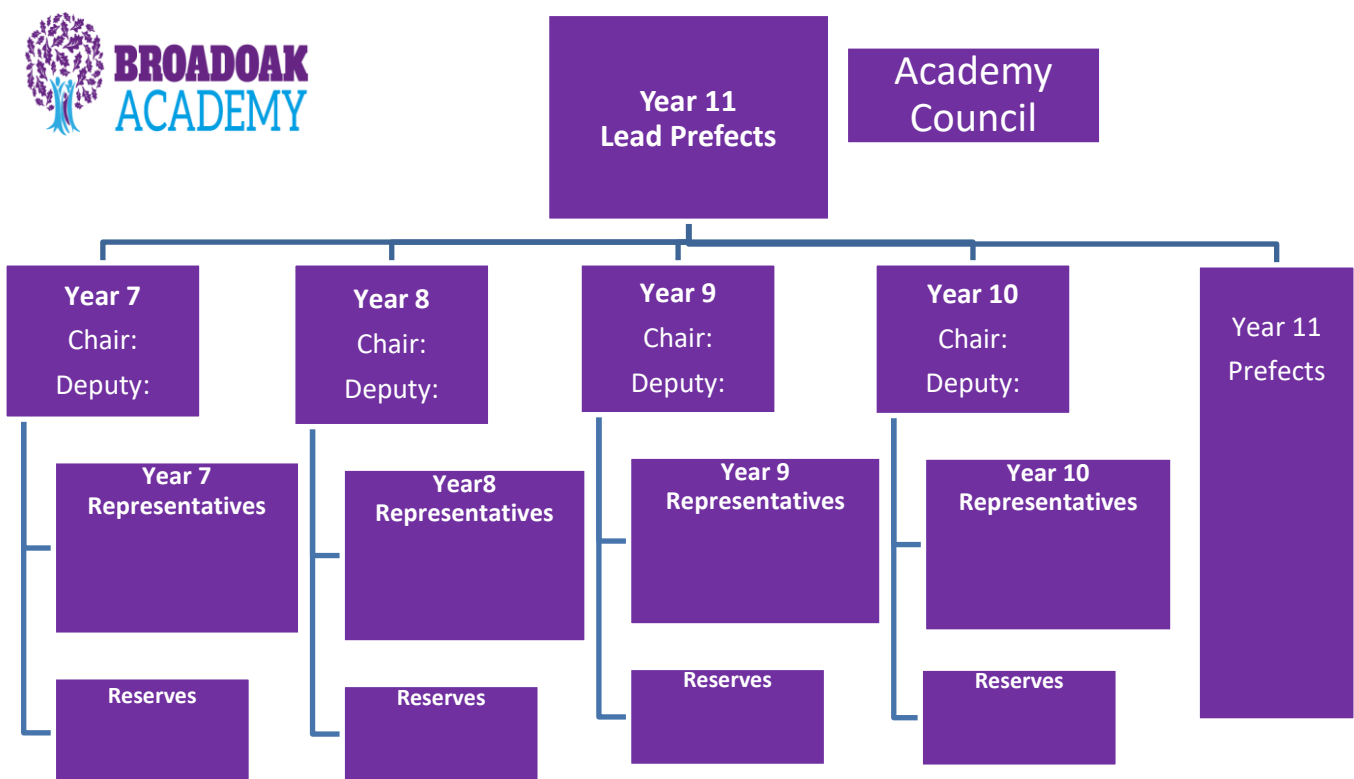 BROADOAK
ACADEMY
Year 11
Lead Prefects
Academy
Council
Year 7
Chair:
Deputy:
Year 8
Chair:
Deputy:
Year 9
Chair:
Deputy:
Year 10
Chair:
Deputy:
Year 11
Prefects
Year 7
Representatives
Year8
Representatives
Year 9
Representatives
Year 10
Representatives
Reserves
Reserves
Reserves
Reserves